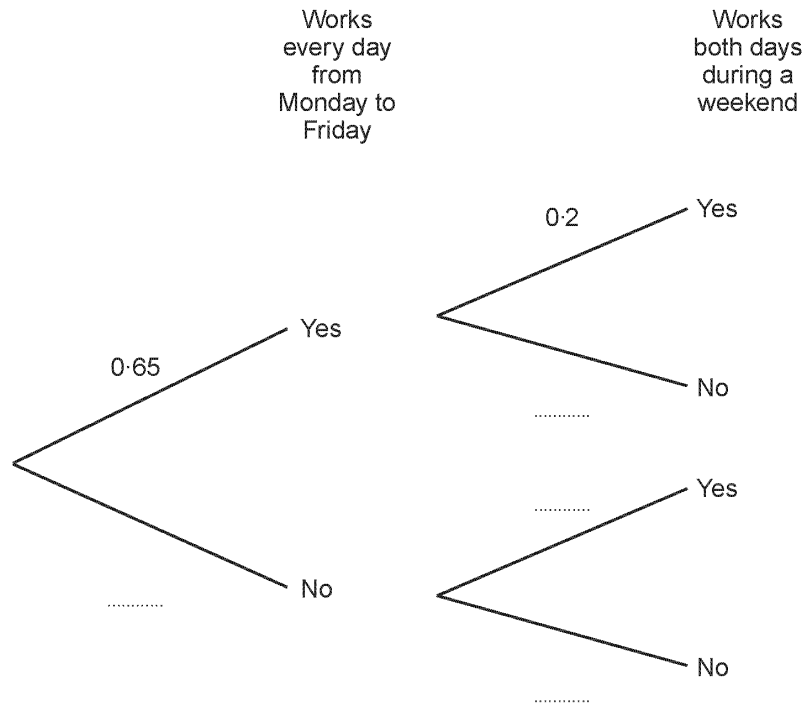 Works
every day
from
Monday to
Friday
Works
both days
during a
weekend
0·2
Yes
0·65
Yes
No
............
............
Yes
............
No
No
............